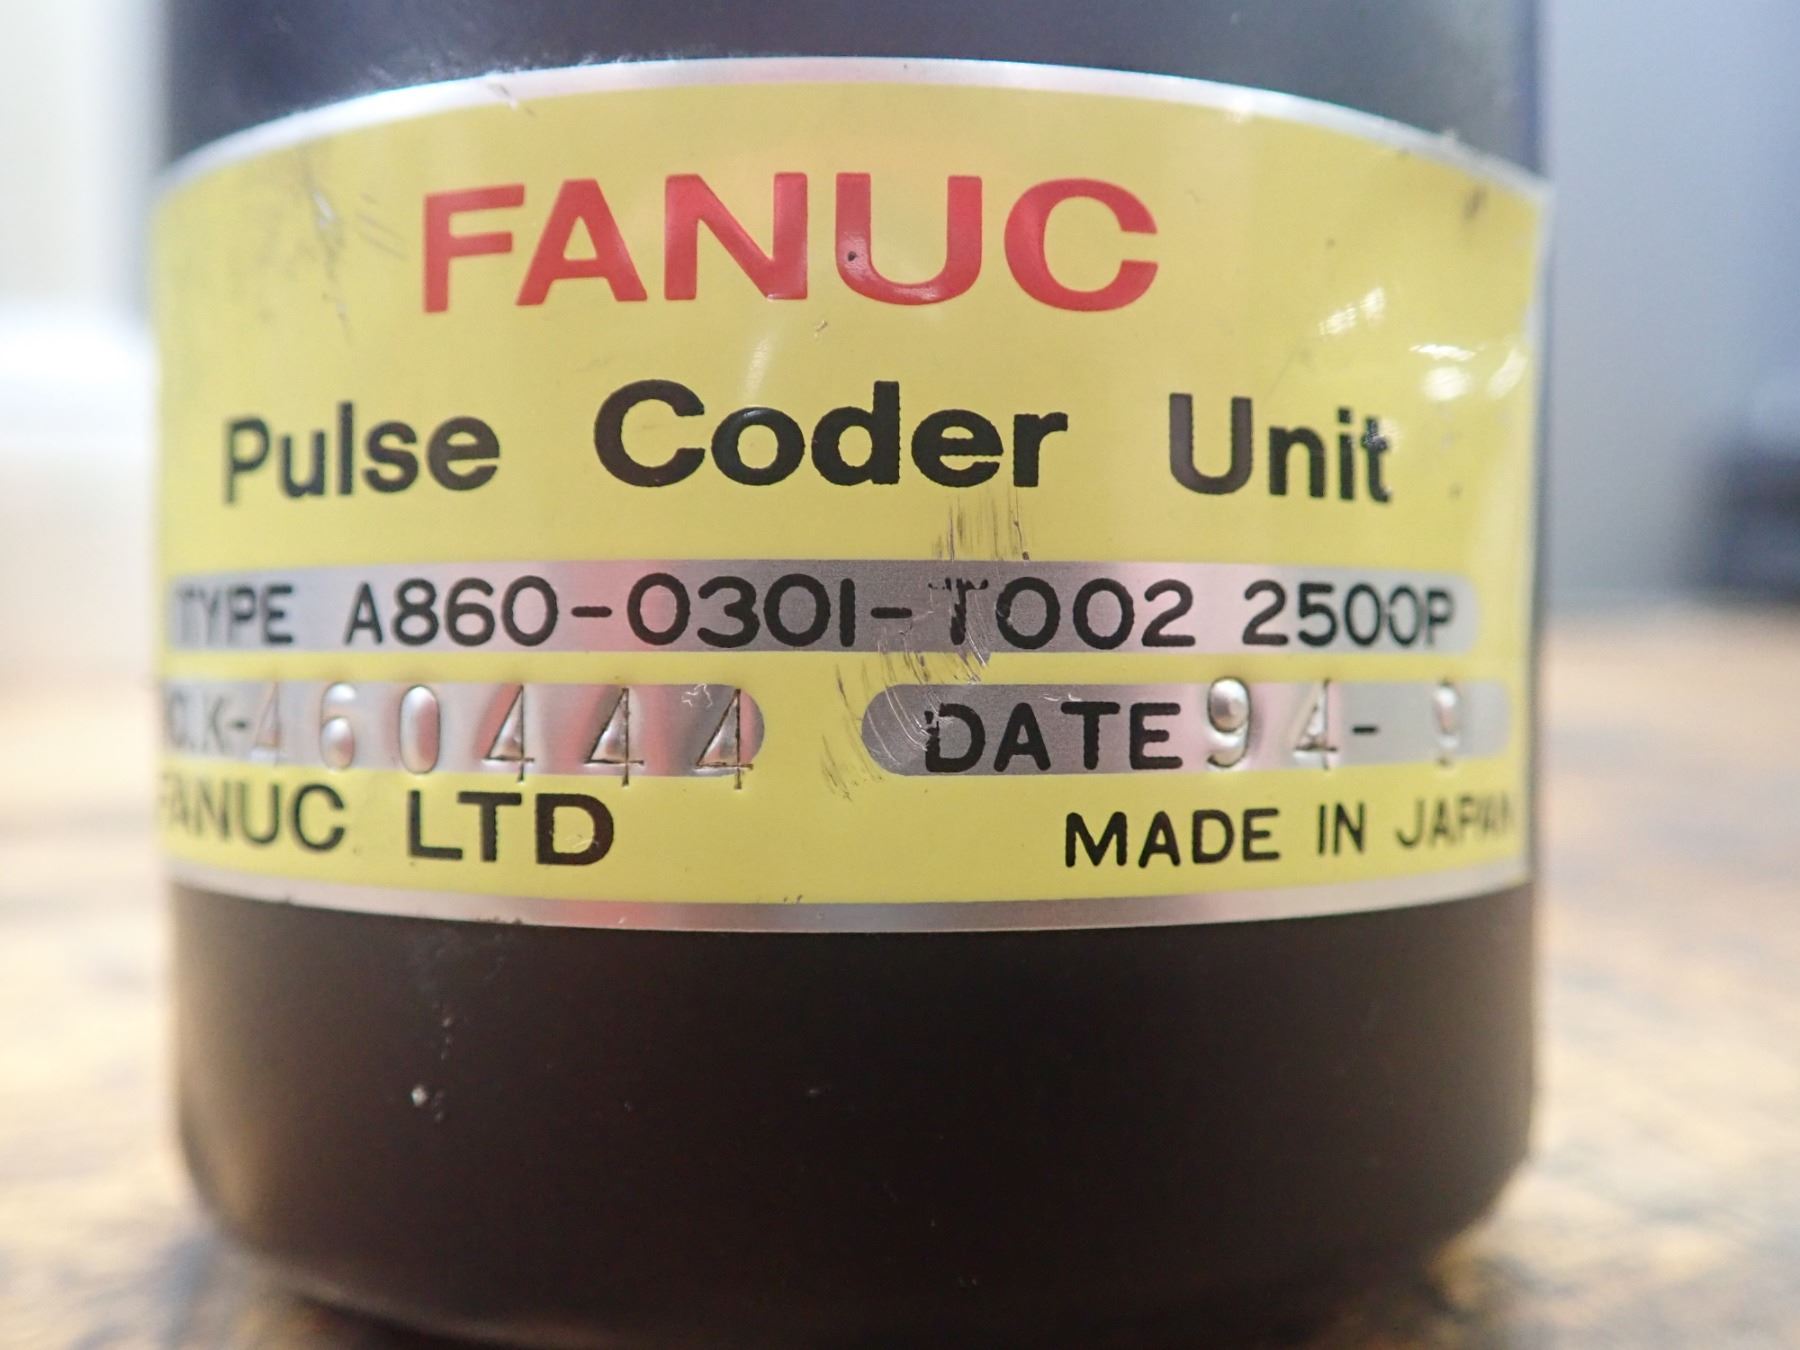 FANUC
Pulse Coder Unit
TYPE A860-0301-T002 2500P
460444 DATE 94- 9
FANUC LTD MADE IN JAPAN